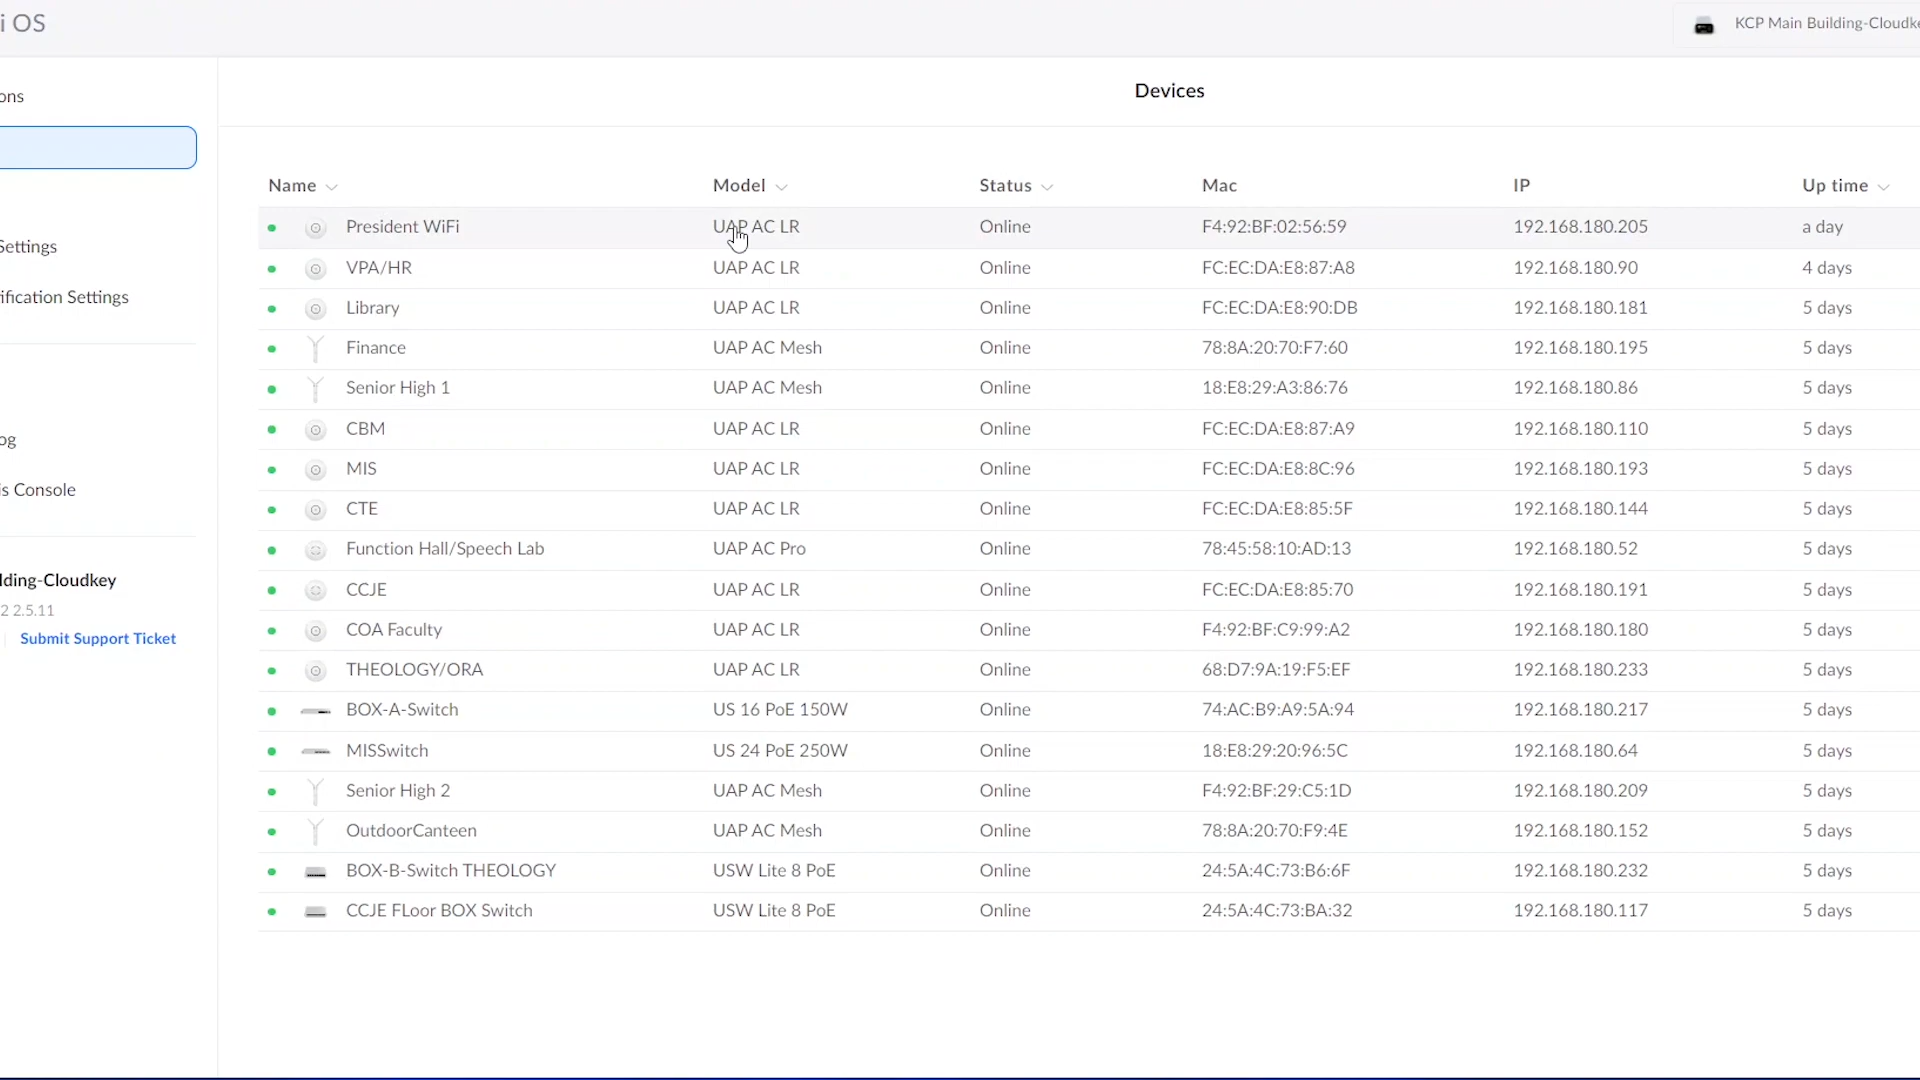 i OS
KCP Main Building-Cloudke
ons
Settings
ification Settings
og
is Console
lding-Cloudkey
2 2.5.11
Submit Support Ticket
Devices
Name Model Status Mac IP Up time
President WiFi UAP AC LR Online F4:92:BF:02:56:59 192.168.180.205 a day
VPA/HR UAP AC LR Online FC:EC:DA:E8:87:A8 192.168.180.90 4 days
Library UAP AC LR Online FC:EC:DA:E8:90:DB 192.168.180.181 5 days
Finance UAP AC Mesh Online 78:8A:20:70:F7:60 192.168.180.195 5 days
Senior High 1 UAP AC Mesh Online 18:E8:29:A3:86:76 192.168.180.86 5 days
CBM UAP AC LR Online FC:EC:DA:E8:87:A9 192.168.180.110 5 days
MIS UAP AC LR Online FC:EC:DA:E8:8C:96 192.168.180.193 5 days
CTE UAP AC LR Online FC:EC:DA:E8:85:5F 192.168.180.144 5 days
Function Hall/Speech Lab UAP AC Pro Online 78:45:58:10:AD:13 192.168.180.52 5 days
CCJE UAP AC LR Online FC:EC:DA:E8:85:70 192.168.180.191 5 days
COA Faculty UAP AC LR Online F4:92:BF:C9:99:A2 192.168.180.180 5 days
THEOLOGY/ORA UAP AC LR Online 68:D7:9A:19:F5:EF 192.168.180.233 5 days
BOX-A-Switch US 16 PoE 150W Online 74:AC:B9:A9:5A:94 192.168.180.217 5 days
MISSwitch US 24 PoE 250W Online 18:E8:29:20:96:5C 192.168.180.64 5 days
Senior High 2 UAP AC Mesh Online F4:92:BF:29:C5:1D 192.168.180.209 5 days
OutdoorCanteen UAP AC Mesh Online 78:8A:20:70:F9:4E 192.168.180.152 5 days
BOX-B-Switch THEOLOGY USW Lite 8 PoE Online 24:5A:4C:73:B6:6F 192.168.180.232 5 days
CCJE FLoor BOX Switch USW Lite 8 PoE Online 24:5A:4C:73:BA:32 192.168.180.117 5 days